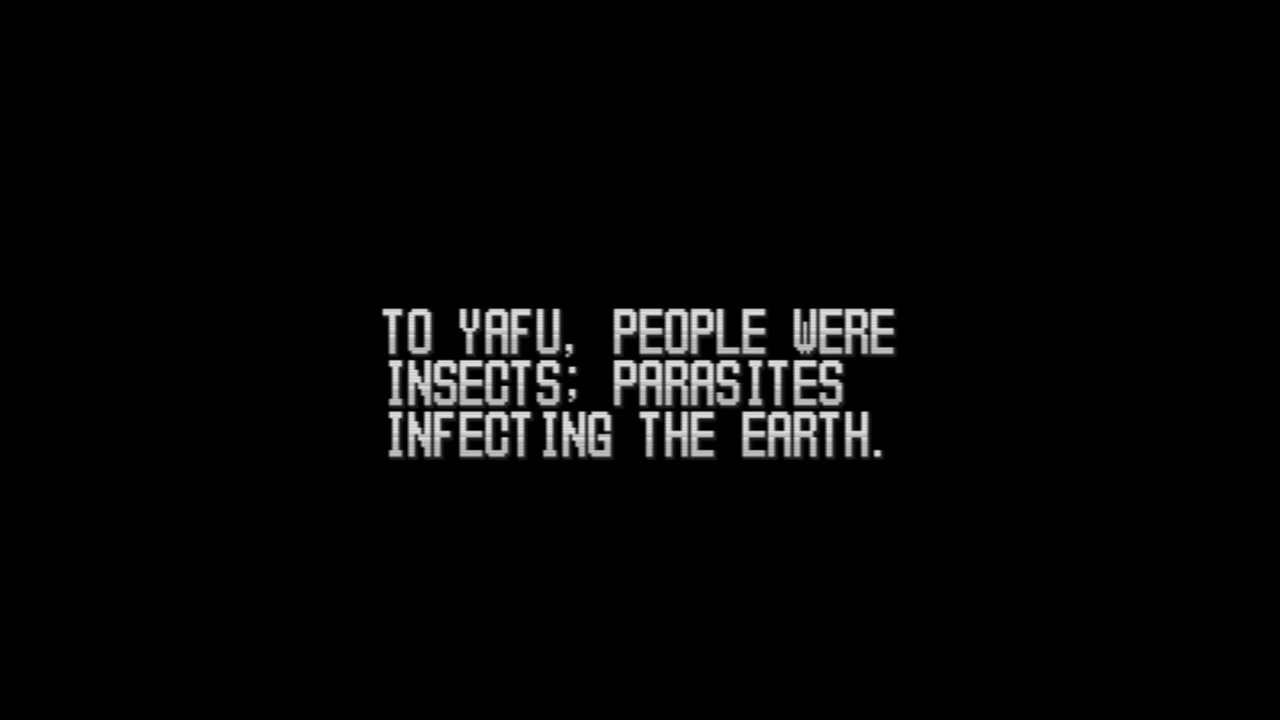 TO YAFU, PEOPLE WERE
INSECTS; PARASITES
INFECTING THE EARTH.